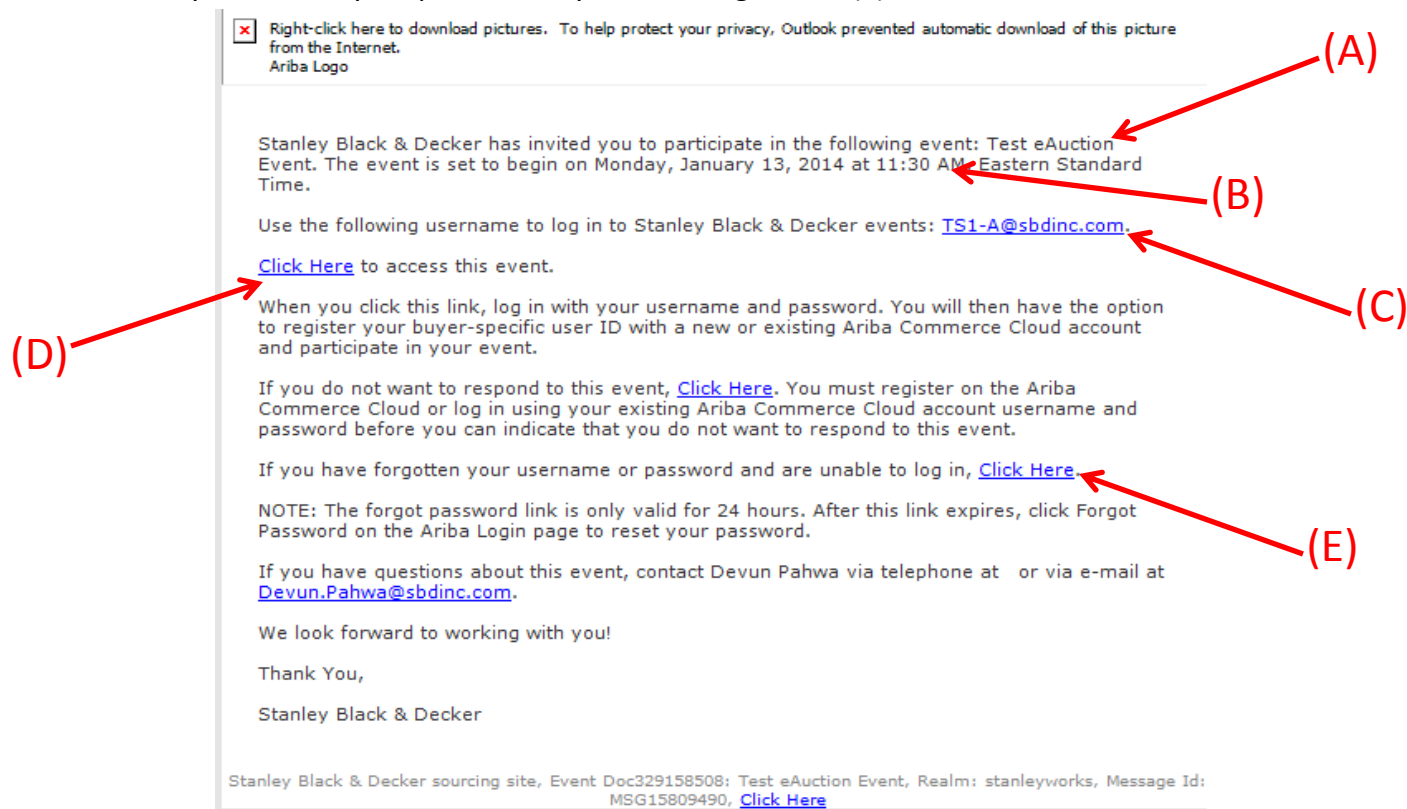 Right-click here to download pictures. To help protect your privacy, Outlook prevented automatic download of this picture
from the Internet.
Ariba Logo
(A)
Stanley Black & Decker has invited you to participate in the following event: Test eAuction
Event. The event is set to begin on Monday, January 13, 2014 at 11:30 AM, Eastern Standard
Time.
(B)
Use the following username to log in to Stanley Black & Decker events: TS1-A@sbdinc.com.
Click Here to access this event.
(C)
(D)
When you click this link, log in with your username and password. You will then have the option
to register your buyer-specific user ID with a new or existing Ariba Commerce Cloud account
and participate in your event.
If you do not want to respond to this event, Click Here. You must register on the Ariba
Commerce Cloud or log in using your existing Ariba Commerce Cloud account username and
password before you can indicate that you do not want to respond to this event.
If you have forgotten your username or password and are unable to log in, Click Here.
NOTE: The forgot password link is only valid for 24 hours. After this link expires, click Forgot
Password on the Ariba Login page to reset your password.
(E)
If you have questions about this event, contact Devun Pahwa via telephone at or via e-mail at
Devun.Pahwa@sbdinc.com.
We look forward to working with you!
Thank You,
Stanley Black & Decker
Stanley Black & Decker sourcing site, Event Doc329158508: Test eAuction Event, Realm: stanleyworks, Message Id:
MSG15809490, Click Here